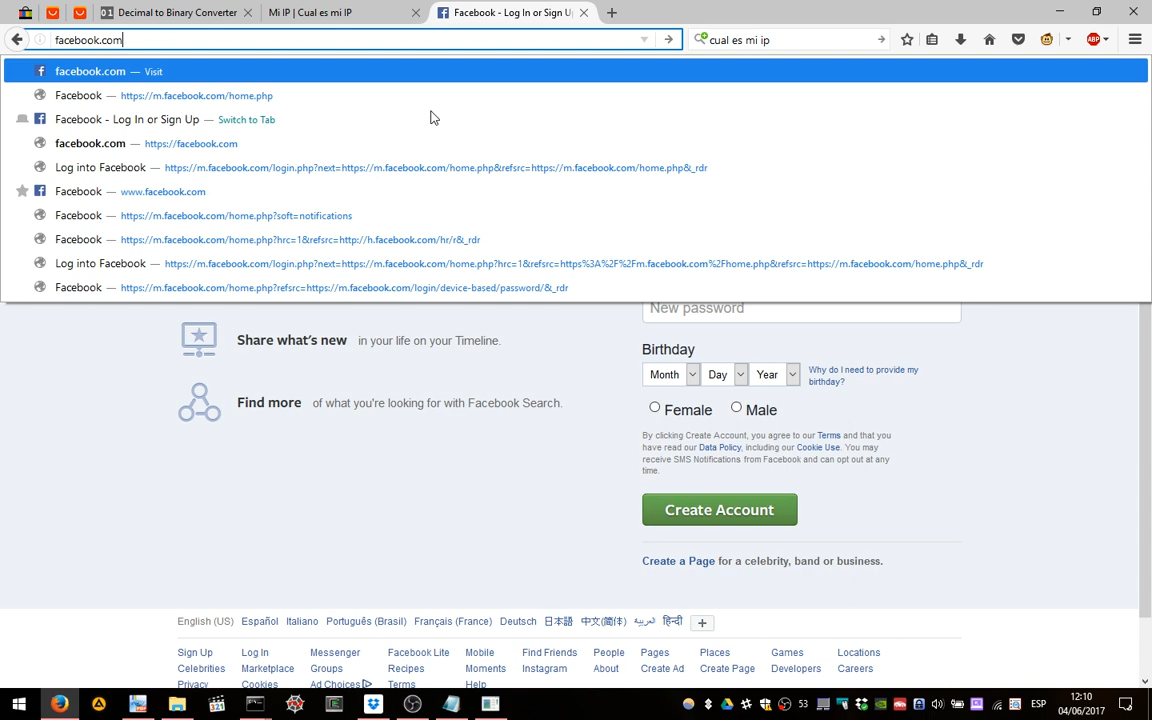 Decimal to Binary Converter
Mi IP | Cual es mi IP
Facebook - Log In or Sign U
facebook.com
cual es mi ip
ABP
facebook.com — Visit
Facebook — https://m.facebook.com/home.php
Facebook - Log In or Sign Up — Switch to Tab
facebook.com — https://facebook.com
Log into Facebook — https://m.facebook.com/login.php?next=https://m.facebook.com/home.php&refsrc=https://m.facebook.com/home.php&_rdr
Facebook — www.facebook.com
Facebook — https://m.facebook.com/home.php?soft=notifications
Facebook — https://m.facebook.com/home.php?hrc=1&refsrc=http://h.facebook.com/hr/r&_rdr
Log into Facebook — https://m.facebook.com/login.php?next=https://m.facebook.com/home.php?hrc=1&refsrc=https%3A%2F%2Fm.facebook.com%2Fhome.php&refsrc=https://m.facebook.com/home.php&_rdr
Facebook — https://m.facebook.com/home.php?refsrc=https://m.facebook.com/login/device-based/password/&_rdr
New password
Share what's new in your life on your Timeline.
Find more of what you're looking for with Facebook Search.
Birthday
Month Day Year
Why do I need to provide my
birthday?
Female Male
By clicking Create Account, you agree to our Terms and that you
have read our Data Policy, including our Cookie Use. You may
receive SMS Notifications from Facebook and can opt out at any
time.
Create Account
Create a Page for a celebrity, band or business.
English (US) Español Italiano Português (Brasil) Français (France) Deutsch 日本語 中文(简体) العربية हिन्दी +
Sign Up Log In Messenger Facebook Lite Mobile Find Friends People Pages Places Games Locations
Celebrities Marketplace Groups Recipes Moments Instagram About Create Ad Create Page Developers Careers
Privacy Cookies Ad Choices Terms Help
53 ESP
12:10
04/06/2017